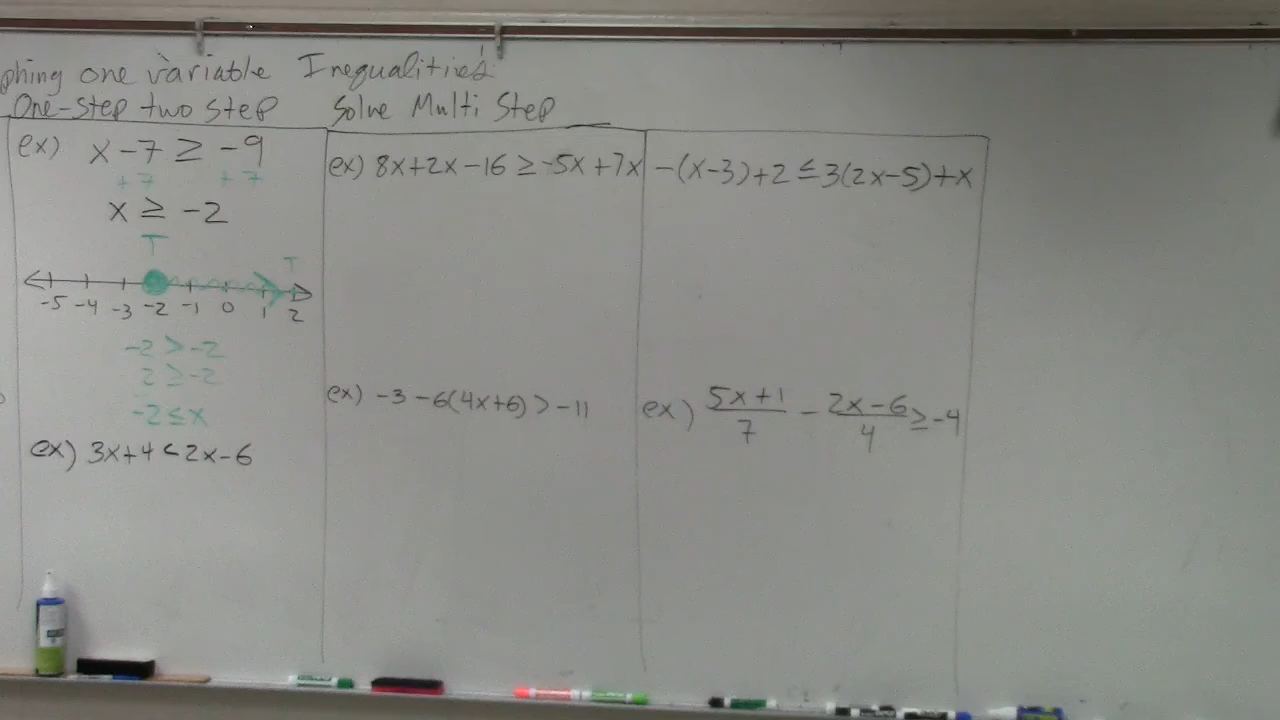 phing one variable Inequalities
One-step two step Solve Multi Step
ex) x-7 ≥ -9
+7 +7
x ≥ -2
T
T
-5 -4 -3 -2 -1 0 1 2
-2 > -2
2 ≥ -2
-2 ≤ x
ex) 3x+4 < 2x-6
ex) 8x+2x-16 ≥ -5x+7x
ex) -3-6(4x+6) > -11
-(x-3)+2 ≤ 3(2x-5)+x
ex) (5x+1)/7 - (2x-6)/4 ≥ -4